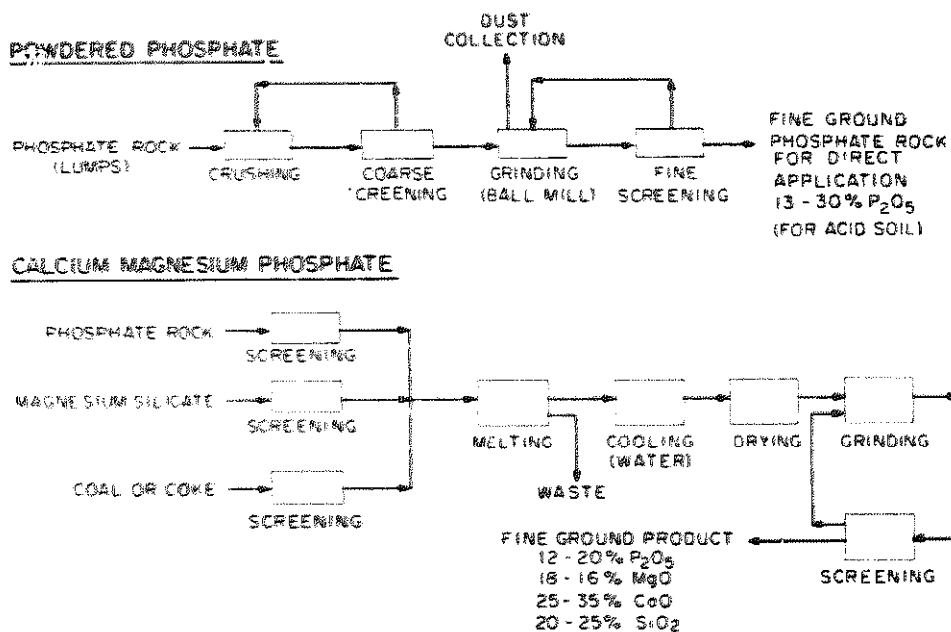 DUST
COLLECTION
POWDERED PHOSPHATE
PHOSPHATE ROCK
(LUMPS)
CRUSHING
COARSE
CREENING
GRINDING
(BALL MILL)
FINE
SCREENING
FINE GROUND
PHOSPHATE ROCK
FOR DIRECT
APPLICATION
13 - 30% P2O5
(FOR ACID SOIL)
CALCIUM MAGNESIUM PHOSPHATE
PHOSPHATE ROCK
SCREENING
MAGNESIUM SILICATE
SCREENING
COAL OR COKE
SCREENING
MELTING
WASTE
COOLING
(WATER)
DRYING
GRINDING
SCREENING
FINE GROUND PRODUCT
12 - 20% P2O5
18 - 16% MgO
25 - 35% CaO
20 - 25% SiO2